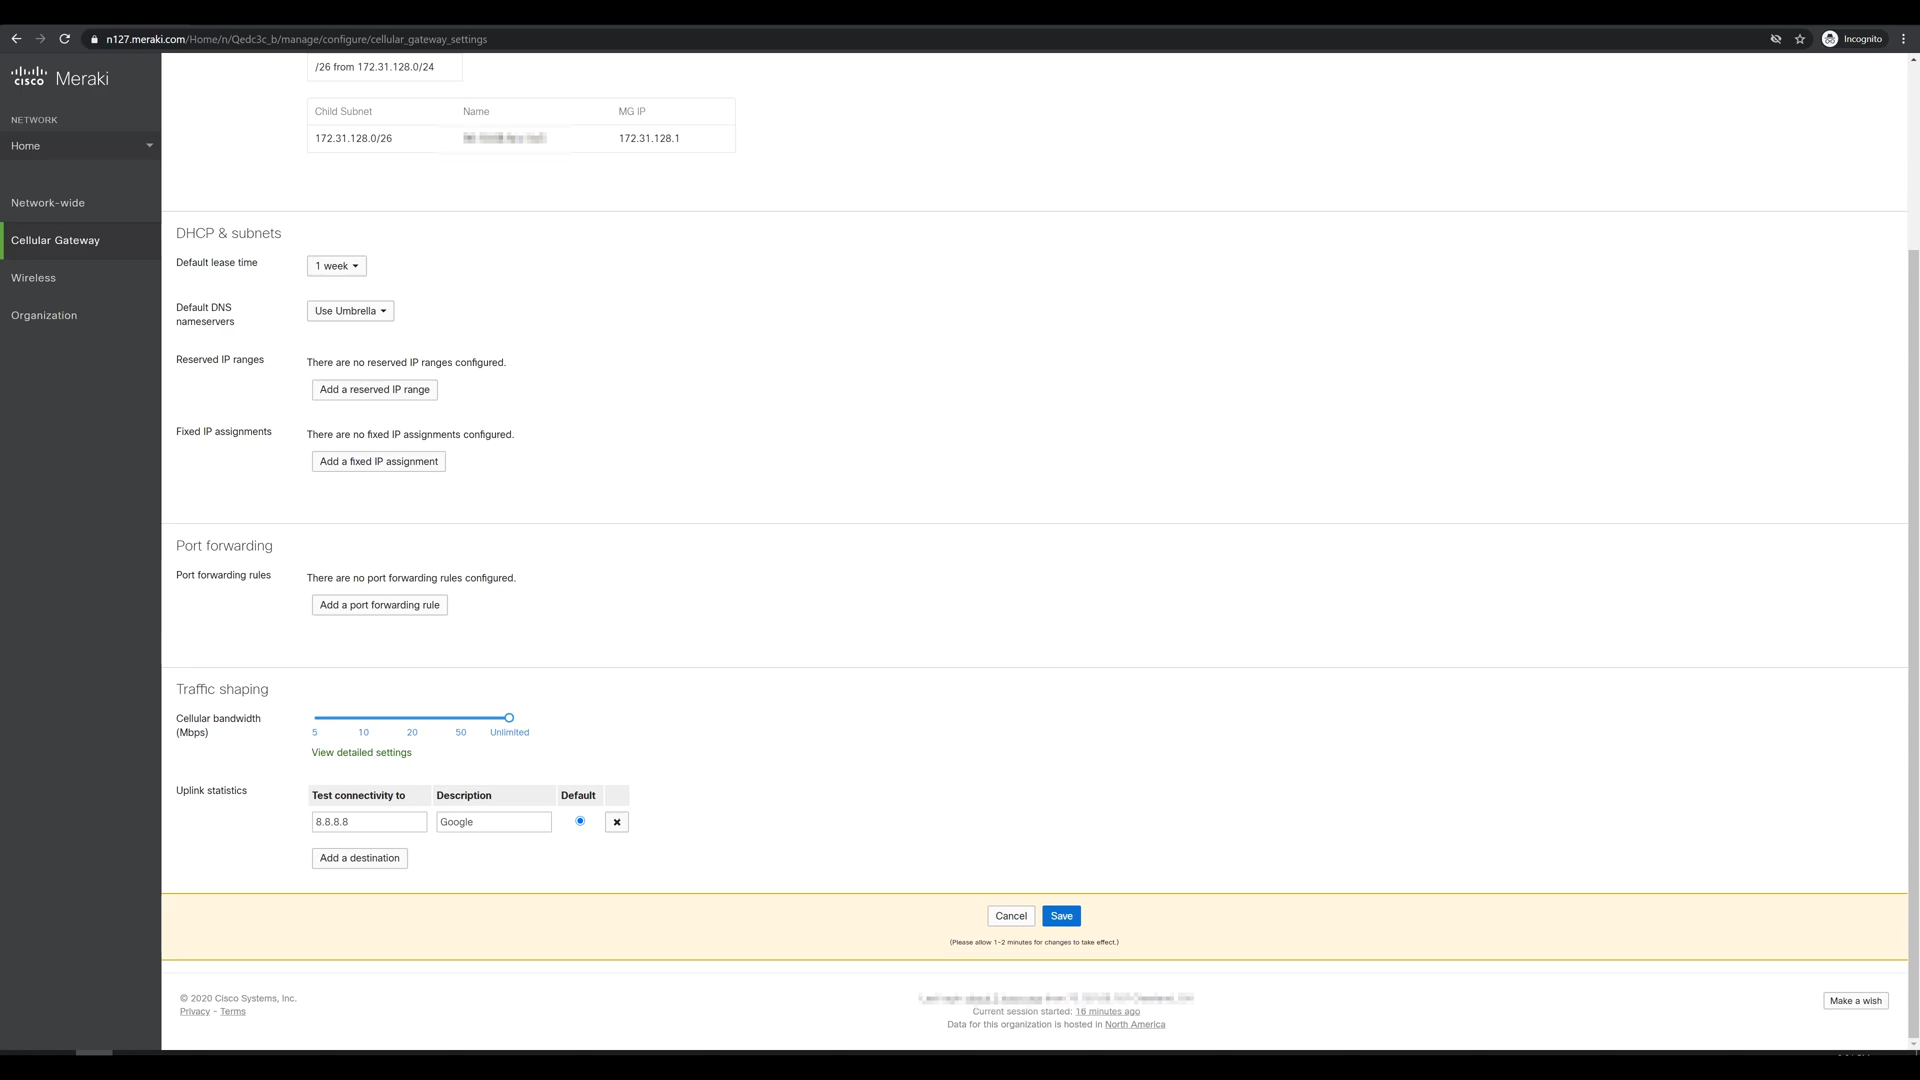 n127.meraki.com/Home/n/Qedc3c_b/manage/configure/cellular_gateway_settings
Incognito
cisco Meraki
NETWORK
Home
Network-wide
Cellular Gateway
Wireless
Organization
/26 from 172.31.128.0/24
Child Subnet Name MG IP
172.31.128.0/26 172.31.128.1
DHCP & subnets
Default lease time
1 week
Default DNS
nameservers
Use Umbrella
Reserved IP ranges
There are no reserved IP ranges configured.
Add a reserved IP range
Fixed IP assignments
There are no fixed IP assignments configured.
Add a fixed IP assignment
Port forwarding
Port forwarding rules
There are no port forwarding rules configured.
Add a port forwarding rule
Traffic shaping
Cellular bandwidth
(Mbps)
5 10 20 50 Unlimited
View detailed settings
Uplink statistics
Test connectivity to Description Default
8.8.8.8 Google
Add a destination
Cancel Save
(Please allow 1-2 minutes for changes to take effect.)
© 2020 Cisco Systems, Inc.
Privacy - Terms
Current session started: 16 minutes ago
Data for this organization is hosted in North America
Make a wish